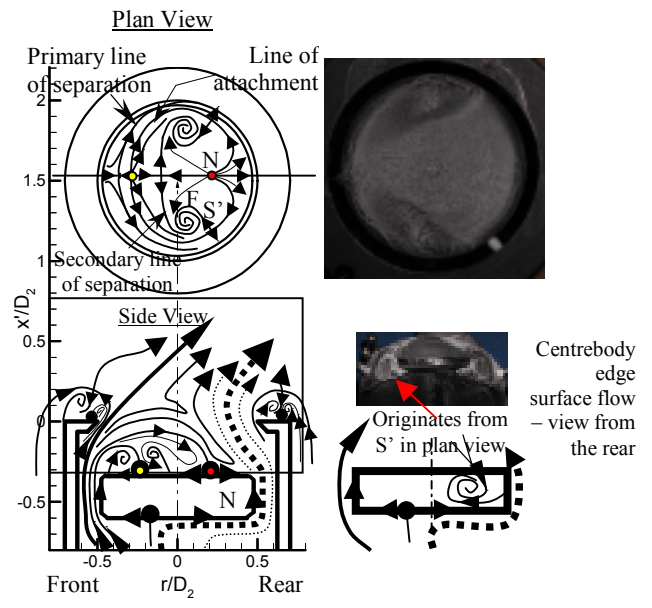 Plan View
Primary line
of separation
Line of
attachment
2
1.5
1
0.5
0
-0.5
x'/D2
N
F
S'
Secondary line
of separation
Side View
N
-0.5
0
0.5
Front
r/D2
Rear
Centrebody
edge
surface flow
– view from
the rear
Originates from
S' in plan view